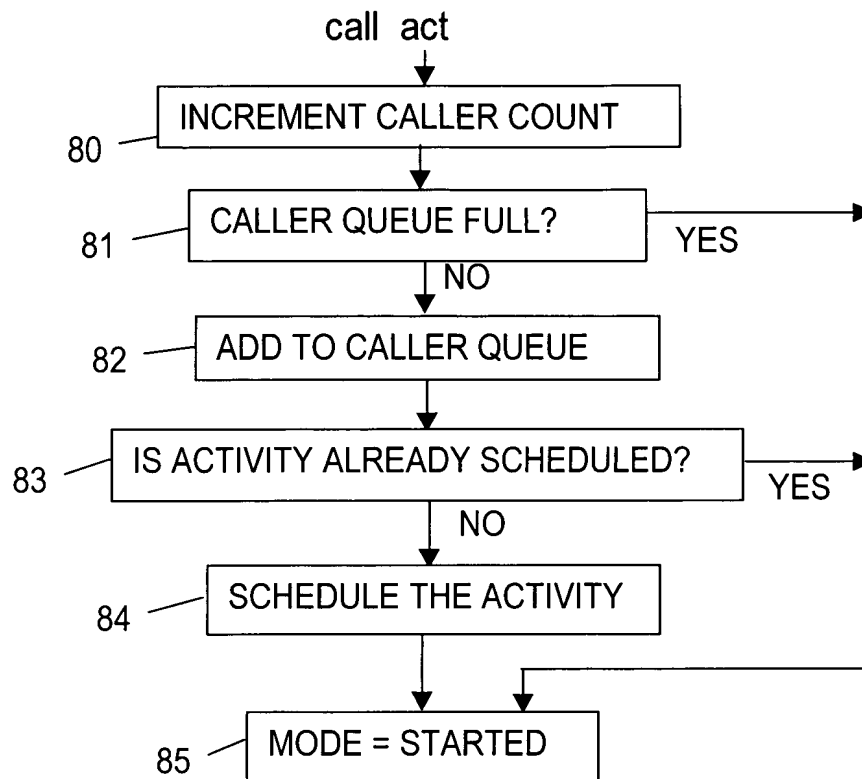 call act
INCREMENT CALLER COUNT
80
CALLER QUEUE FULL?
81
YES
NO
ADD TO CALLER QUEUE
82
IS ACTIVITY ALREADY SCHEDULED?
83
YES
NO
SCHEDULE THE ACTIVITY
84
MODE = STARTED
85